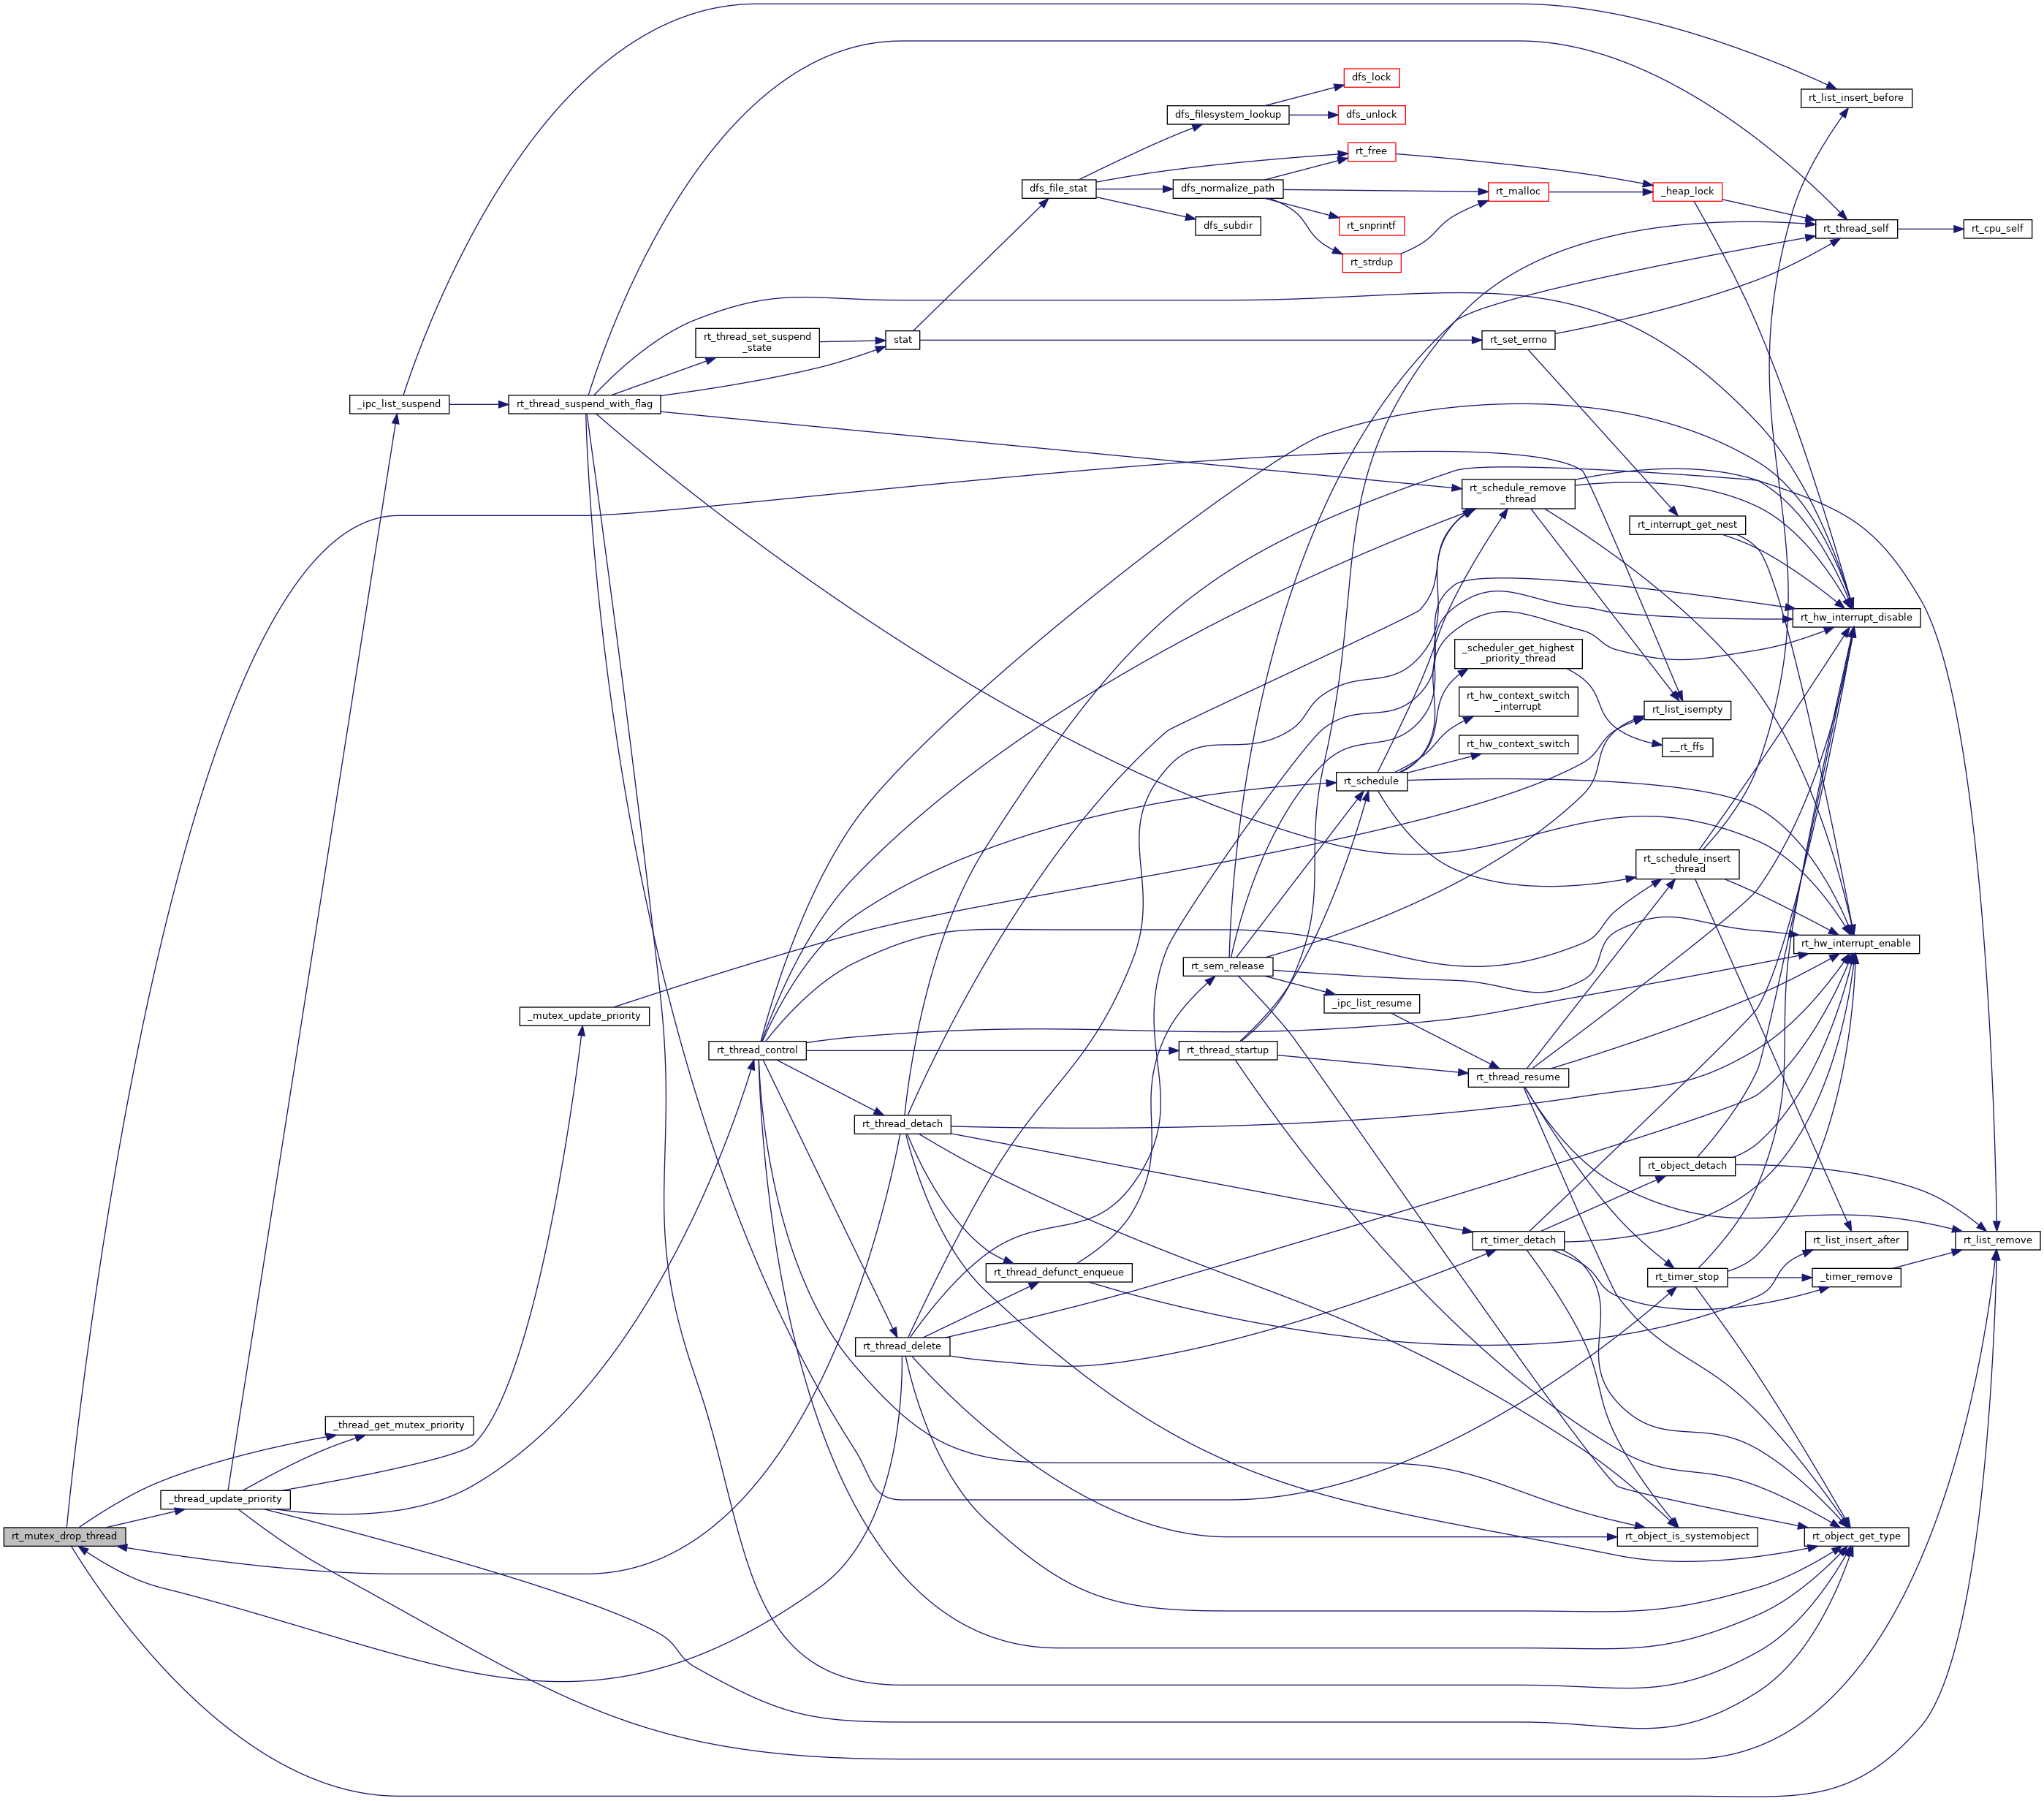 dfs_lock
rt_list_insert_before
dfs_filesystem_lookup
dfs_unlock
rt_free
dfs_file_stat
dfs_normalize_path
rt_malloc
_heap_lock
dfs_subdir
rt_snprintf
rt_thread_self
rt_cpu_self
rt_strdup
rt_thread_set_suspend
_state
stat
rt_set_errno
_ipc_list_suspend
rt_thread_suspend_with_flag
rt_schedule_remove
_thread
rt_interrupt_get_nest
rt_hw_interrupt_disable
_scheduler_get_highest
_priority_thread
rt_hw_context_switch
_interrupt
rt_list_isempty
rt_hw_context_switch
__rt_ffs
rt_schedule
rt_schedule_insert
_thread
rt_hw_interrupt_enable
rt_sem_release
_ipc_list_resume
_mutex_update_priority
rt_thread_control
rt_thread_startup
rt_thread_resume
rt_thread_detach
rt_object_detach
rt_timer_detach
rt_list_insert_after
rt_list_remove
rt_thread_defunct_enqueue
rt_timer_stop
_timer_remove
rt_thread_delete
_thread_get_mutex_priority
_thread_update_priority
rt_mutex_drop_thread
rt_object_is_systemobject
rt_object_get_type